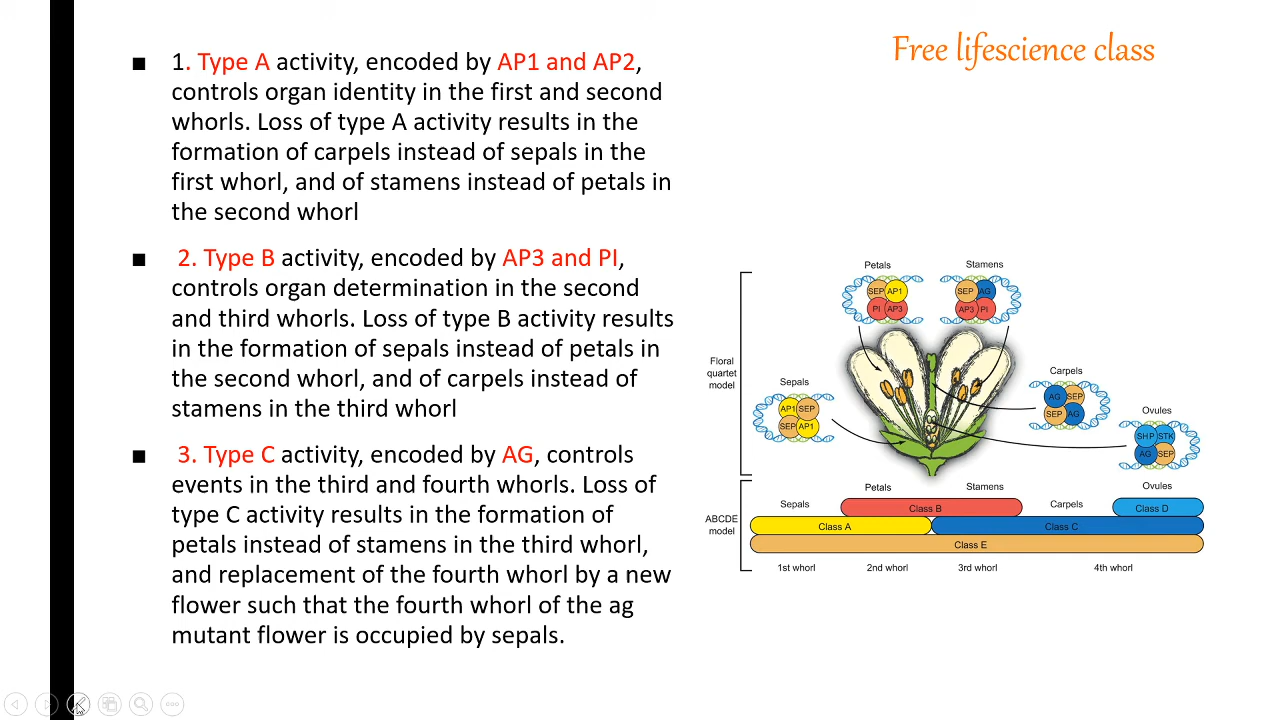 Free lifescience class
■ 1. Type A activity, encoded by AP1 and AP2,
controls organ identity in the first and second
whorls. Loss of type A activity results in the
formation of carpels instead of sepals in the
first whorl, and of stamens instead of petals in
the second whorl
■ 2. Type B activity, encoded by AP3 and PI,
controls organ determination in the second
and third whorls. Loss of type B activity results
in the formation of sepals instead of petals in
the second whorl, and of carpels instead of
stamens in the third whorl
■ 3. Type C activity, encoded by AG, controls
events in the third and fourth whorls. Loss of
type C activity results in the formation of
petals instead of stamens in the third whorl,
and replacement of the fourth whorl by a new
flower such that the fourth whorl of the ag
mutant flower is occupied by sepals.
Petals
SEP AP1
PI AP3
Stamens
SEP AG
AP3 PI
Floral
quartet
model
Sepals
AP1 SEP
SEP AP1
Carpels
AG SEP
SEP AG
Ovules
SHP STK
AG SEP
ABCDE
model
Sepals
Petals
Stamens
Carpels
Ovules
Class B
Class D
Class A
Class C
Class E
1st whorl
2nd whorl
3rd whorl
4th whorl